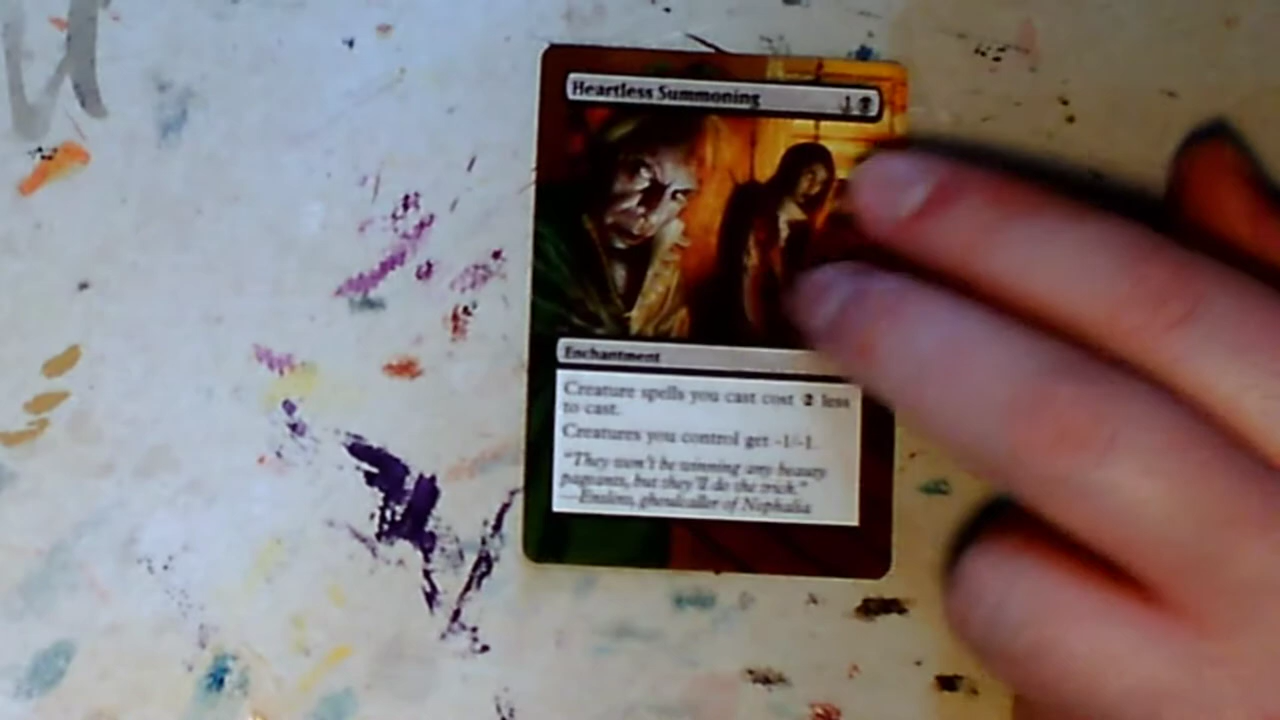 Heartless Summoning 1
Enchantment
Creature spells you cast cost 2 less
to cast.
Creatures you control get -1/-1.
"They won't be winning any beauty
pageants, but they'll do the trick."
—Enslow, ghoulcaller of Nephalia